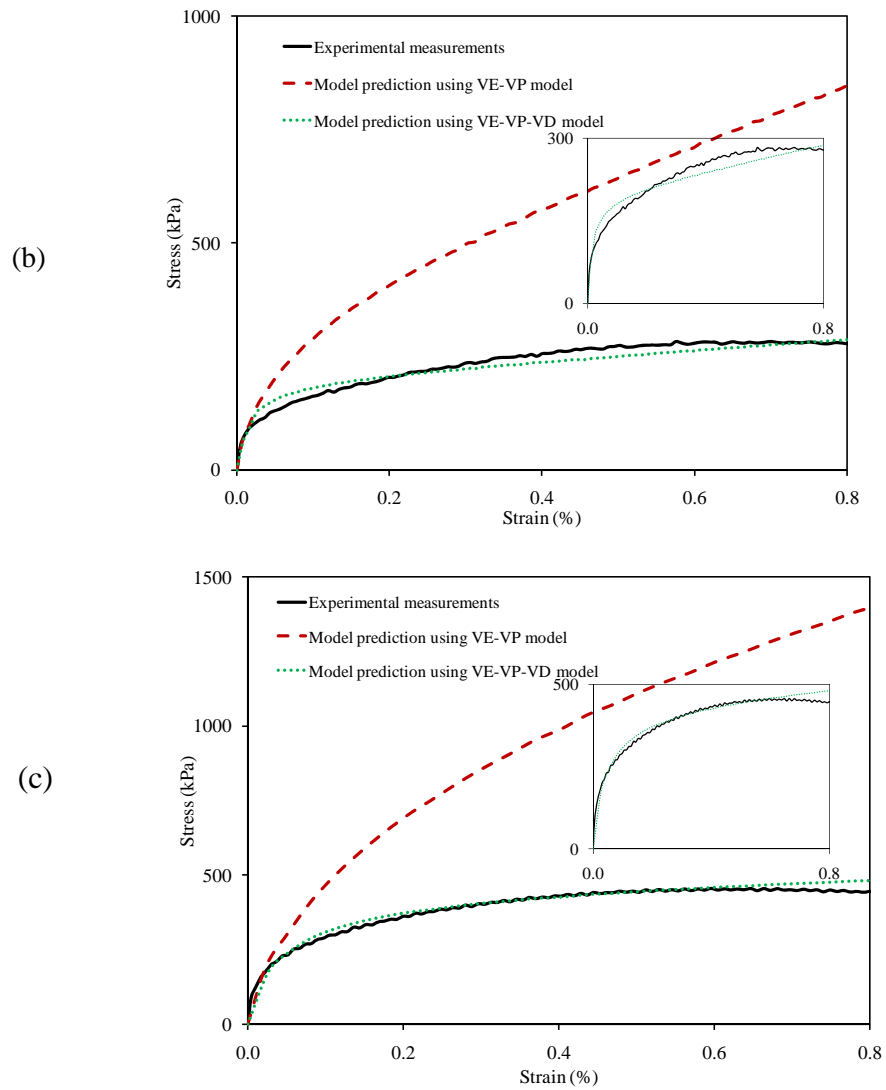 1000
Experimental measurements
Model prediction using VE-VP model
Model prediction using VE-VP-VD model
300
(b)
Stress (kPa)
500
0
0.0 0.8
0
0.0 0.2 0.4 0.6 0.8
Strain (%)
1500
Experimental measurements
Model prediction using VE-VP model
Model prediction using VE-VP-VD model
500
1000
(c)
Stress (kPa)
0
0.0 0.8
500
0
0.0 0.2 0.4 0.6 0.8
Strain (%)